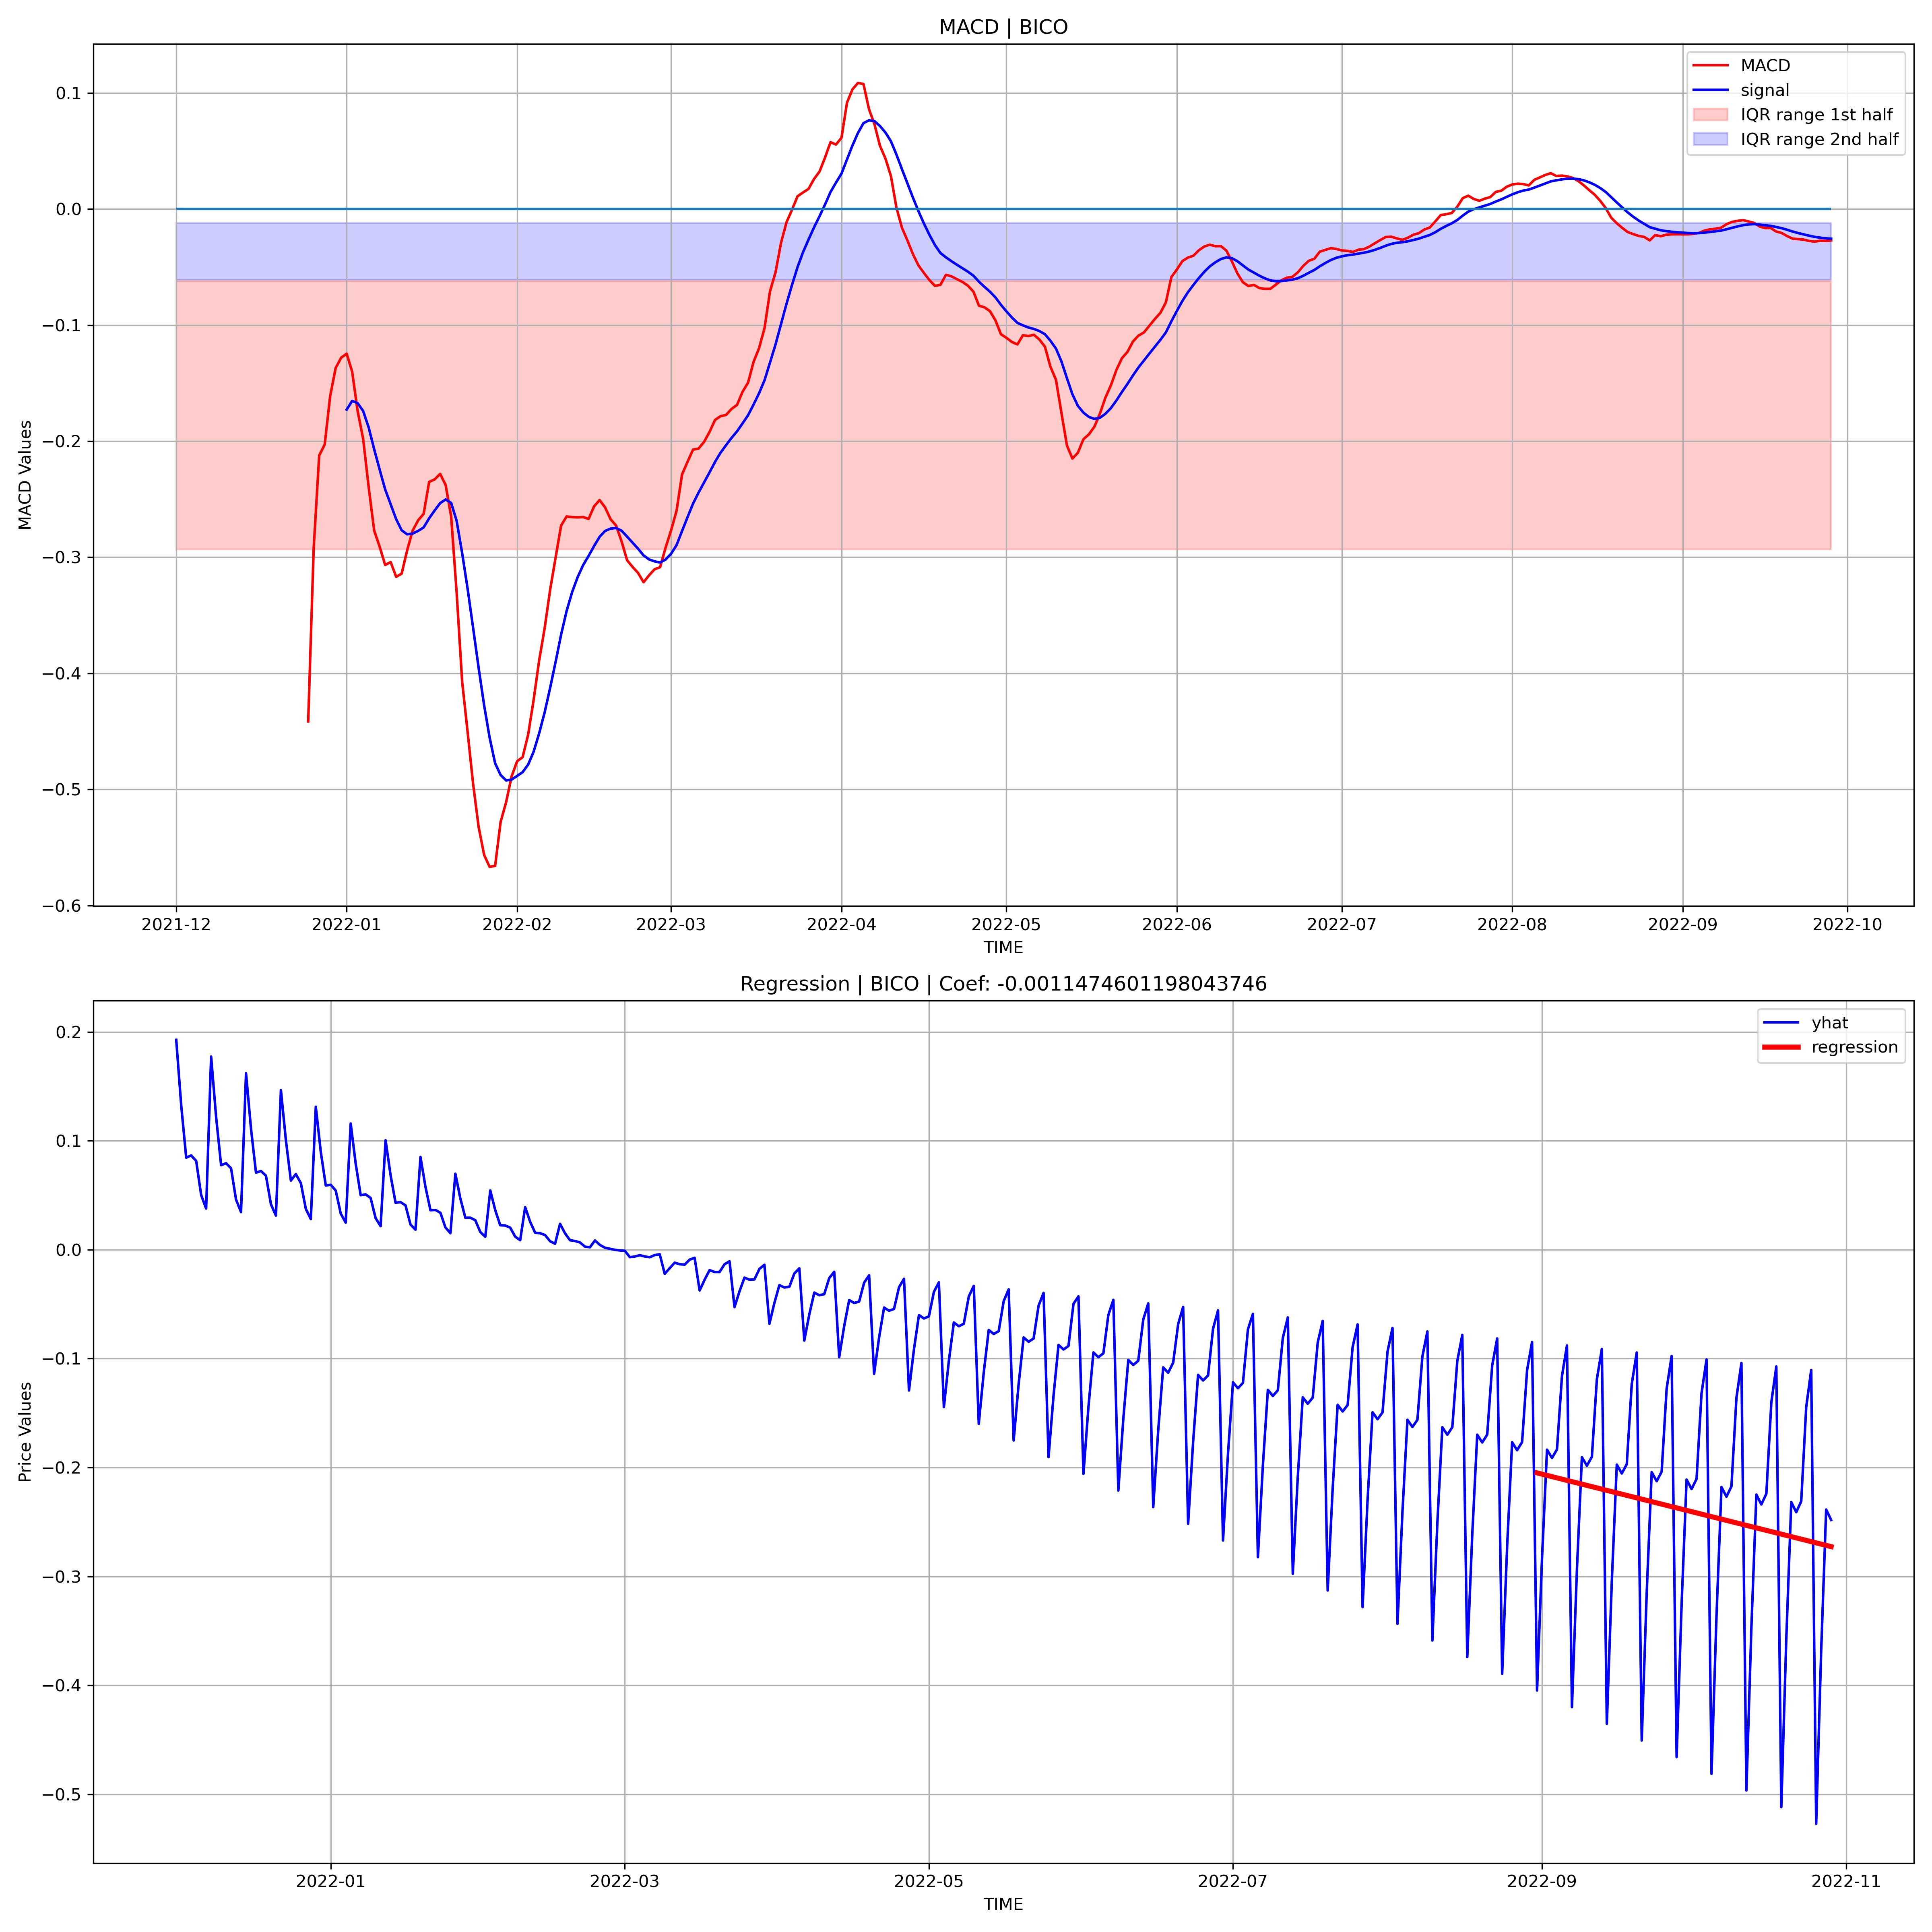 MACD | BICO
MACD
signal
IQR range 1st half
IQR range 2nd half
0.1
0.0
−0.1
−0.2
−0.3
−0.4
−0.5
−0.6
MACD Values
2021-12 2022-01 2022-02 2022-03 2022-04 2022-05 2022-06 2022-07 2022-08 2022-09 2022-10
TIME
Regression | BICO | Coef: -0.0011474601198043746
yhat
regression
0.2
0.1
0.0
−0.1
−0.2
−0.3
−0.4
−0.5
Price Values
2022-01 2022-03 2022-05 2022-07 2022-09 2022-11
TIME